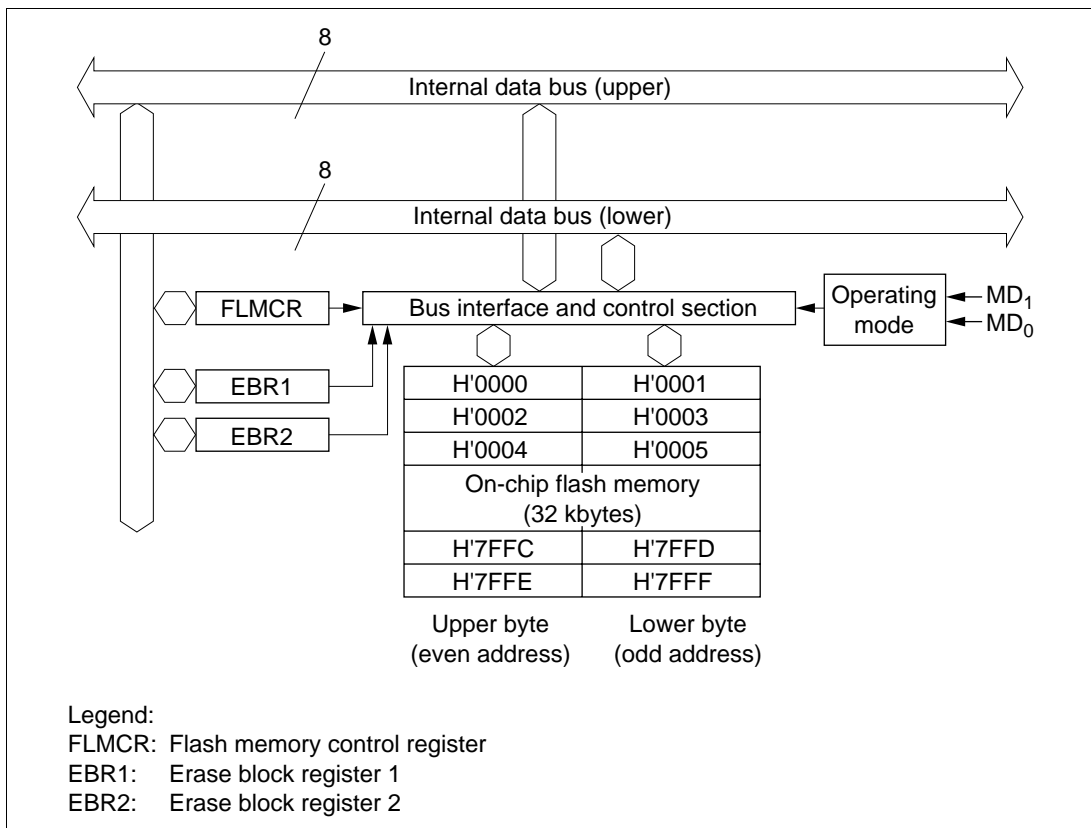 8
Internal data bus (upper)
8
Internal data bus (lower)
FLMCR
Bus interface and control section
Operating
mode
MD1
MD0
EBR1
EBR2
H'0000 H'0001
H'0002 H'0003
H'0004 H'0005
On-chip flash memory
(32 kbytes)
H'7FFC H'7FFD
H'7FFE H'7FFF
Upper byte Lower byte
(even address) (odd address)
Legend:
FLMCR: Flash memory control register
EBR1: Erase block register 1
EBR2: Erase block register 2